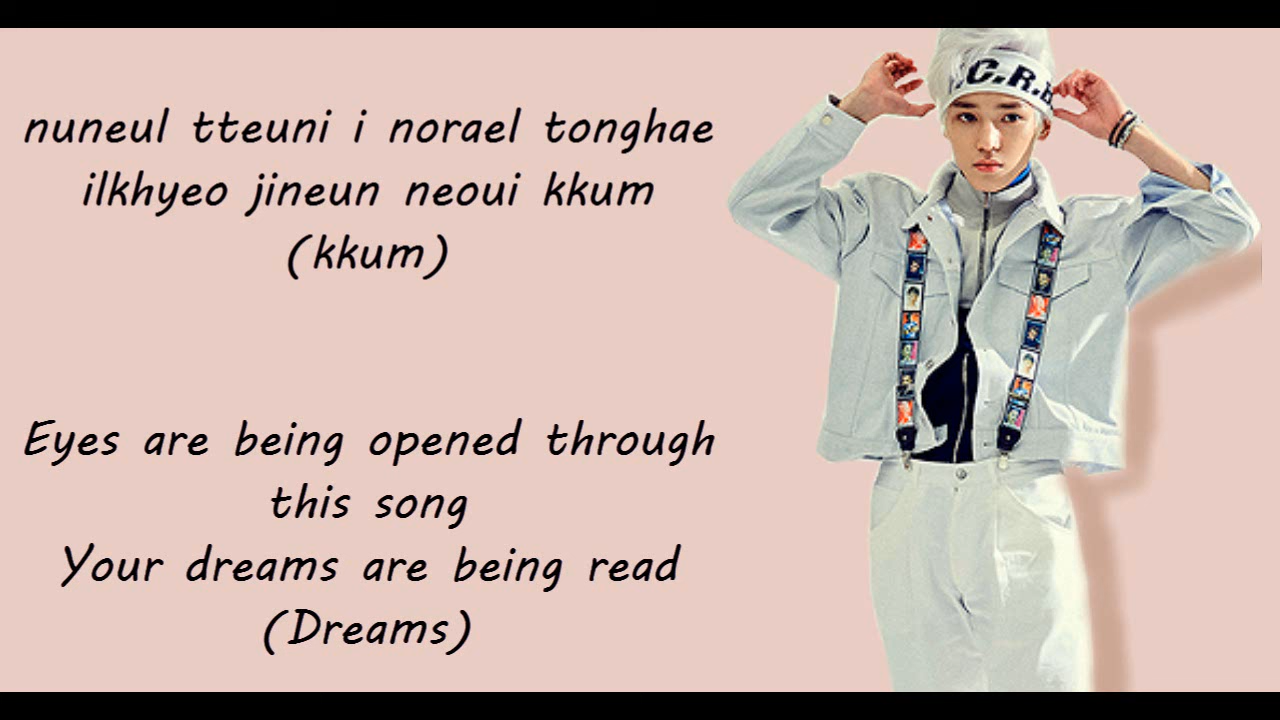 nuneul tteuni i norael tonghae
ilkhyeo jineun neoui kkum
(kkum)
Eyes are being opened through
this song
Your dreams are being read
(Dreams)
.C.R.